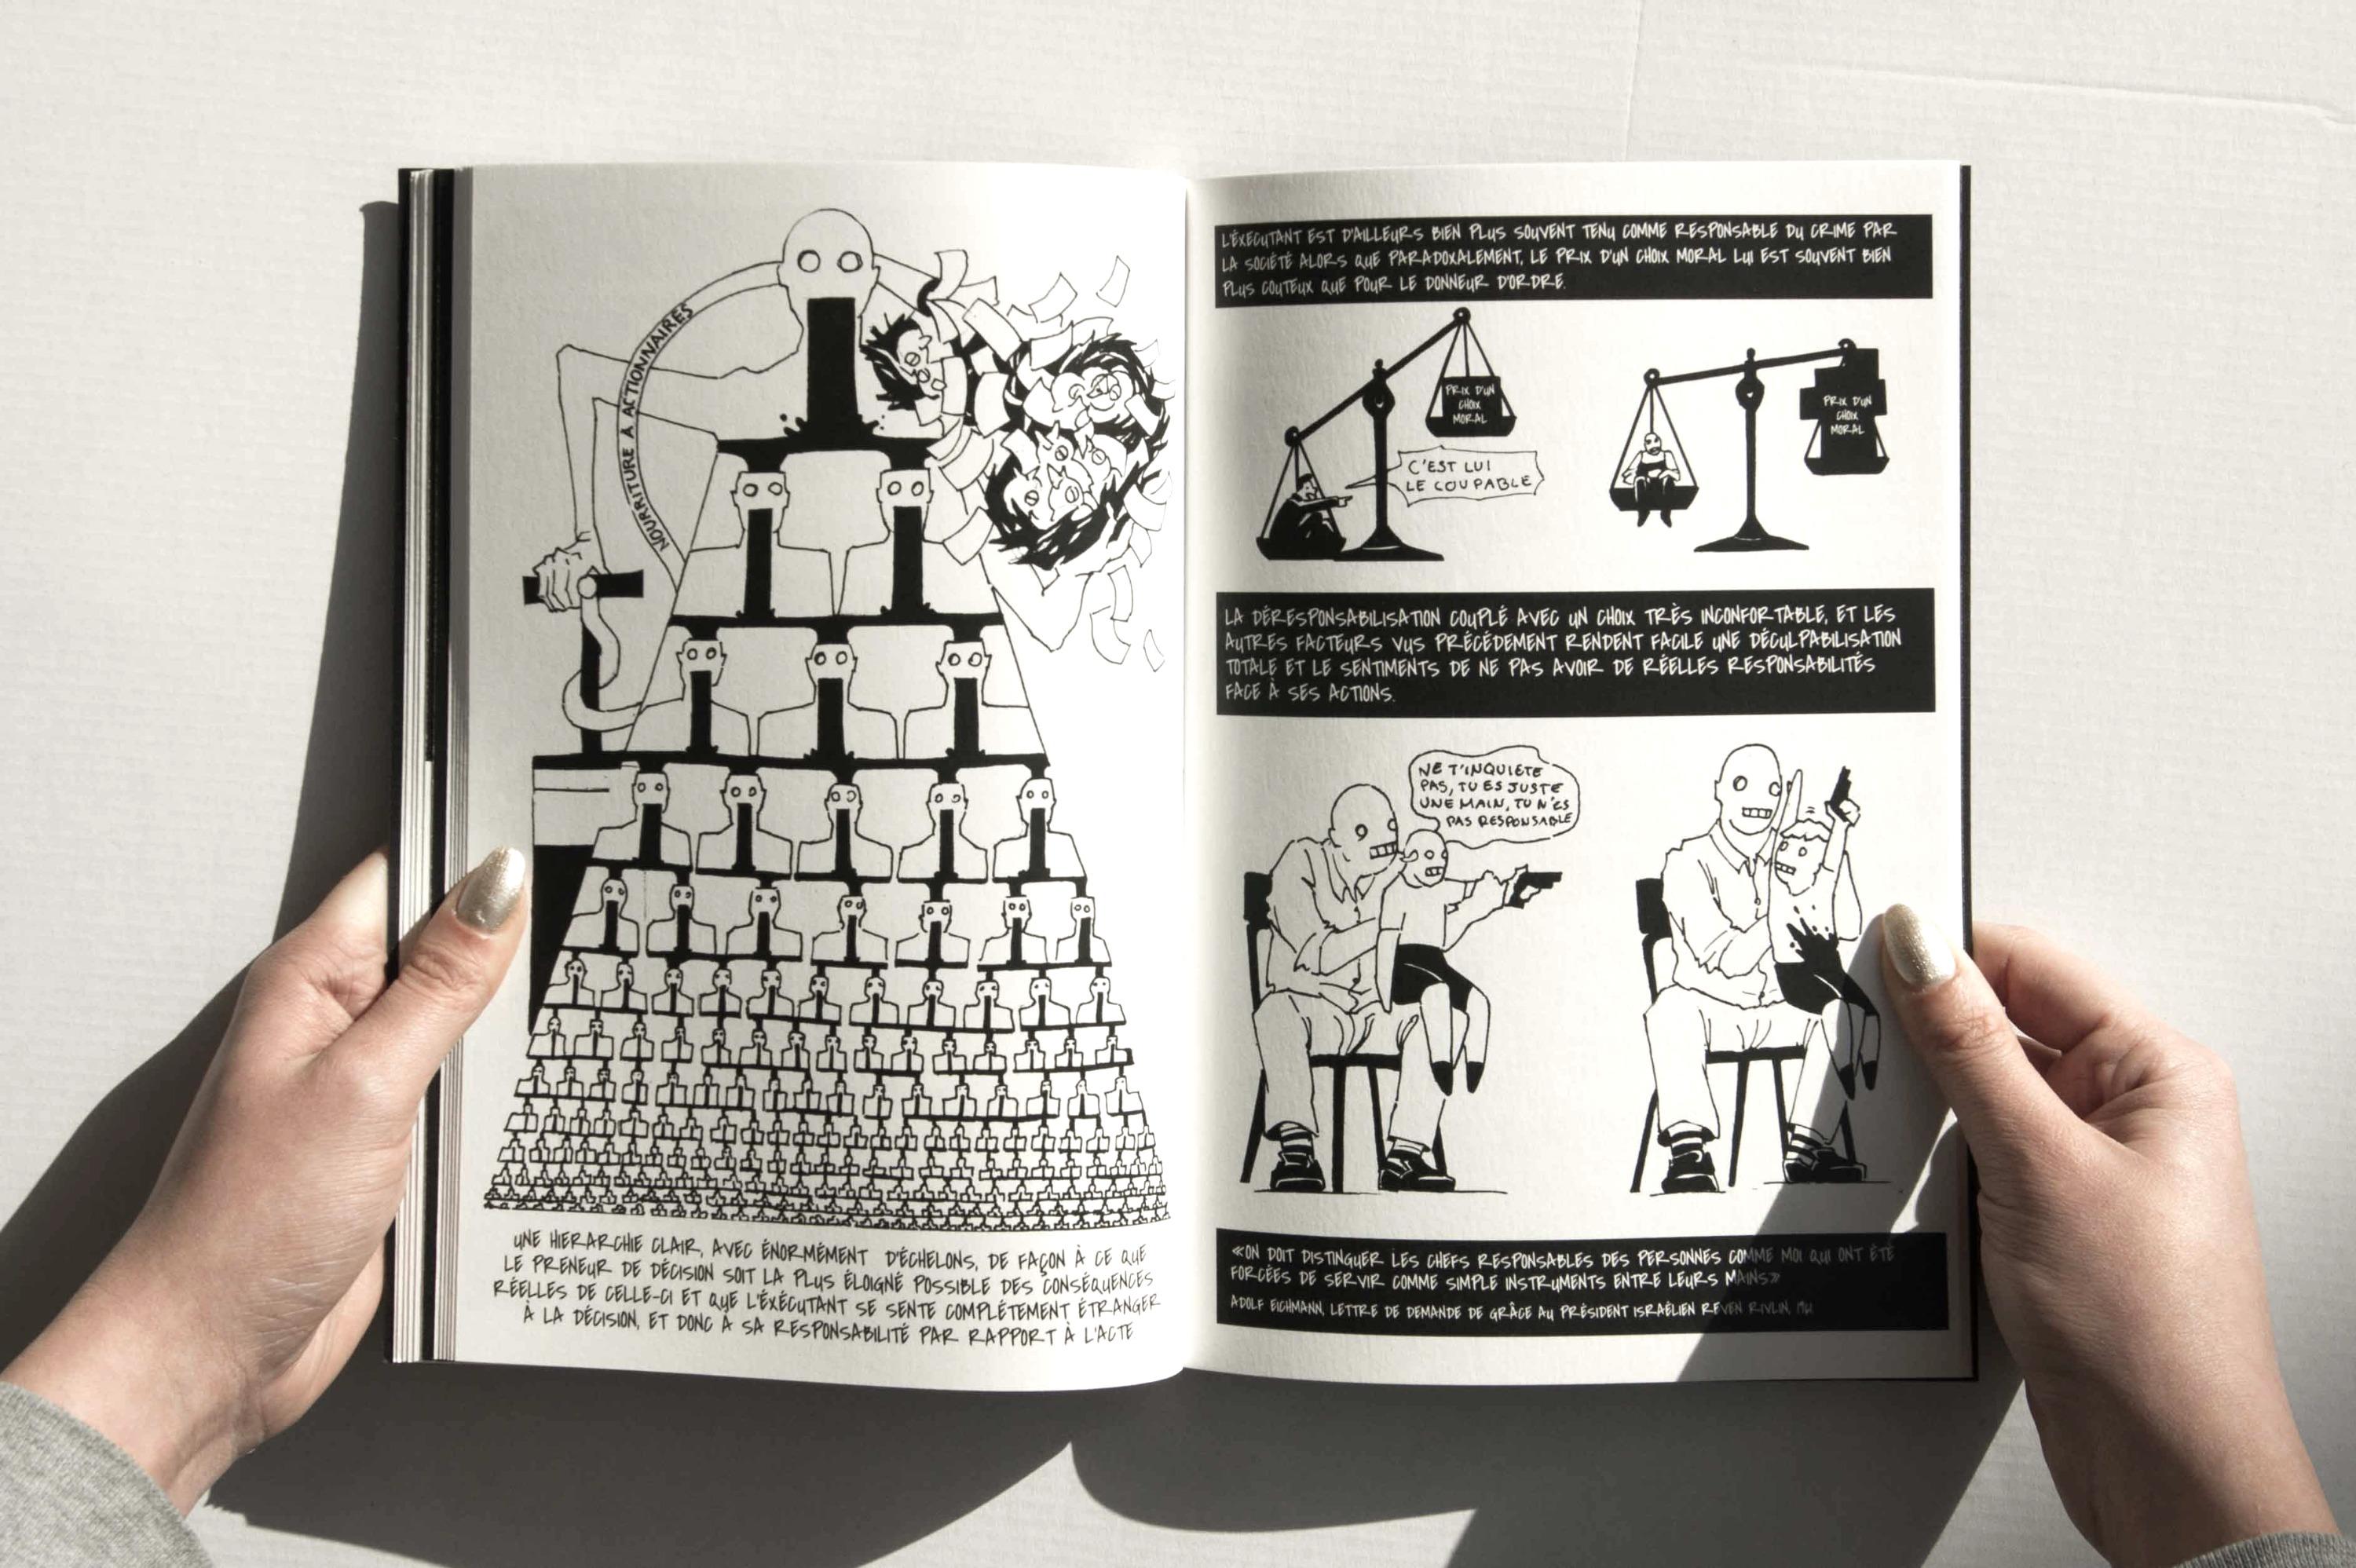 NOURRITURE À ACTIONNAIRES
UNE HIERARCHIE CLAIR, AVEC ÉNORMÉMENT D'ÉCHELONS, DE FAÇON À CE QUE
LE PRENEUR DE DÉCISION SOIT LA PLUS ÉLOIGNÉ POSSIBLE DES CONSÉQUENCES
RÉELLES DE CELLE-CI ET QUE L'ÉXÉCUTANT SE SENTE COMPLÉTEMENT ÉTRANGER
À LA DÉCISION, ET DONC À SA RESPONSABILITÉ PAR RAPPORT À L'ACTE
L'ÉXECUTANT EST D'AILLEURS BIEN PLUS SOUVENT TENU COMME RESPONSABLE DU CRIME PAR
LA SOCIÉTÉ ALORS QUE PARADOXALEMENT, LE PRIX D'UN CHOIX MORAL LUI EST SOUVENT BIEN
PLUS COUTEUX QUE POUR LE DONNEUR D'ORDRE.
PRIX D'UN
CHOIX
MORAL
C'EST LUI
LE COUPABLE
PRIX D'UN
CHOIX
MORAL
LA DÉRESPONSABILISATION COUPLÉ AVEC UN CHOIX TRÈS INCONFORTABLE, ET LES
AUTRES FACTEURS VUS PRÉCÉDEMENT RENDENT FACILE UNE DÉCULPABILISATION
TOTALE ET LE SENTIMENTS DE NE PAS AVOIR DE RÉELLES RESPONSABILITÉS
FACE À SES ACTIONS.
NE T'INQUIETE
PAS, TU ES JUSTE
UNE MAIN, TU N'ES
PAS RESPONSABLE
«ON DOIT DISTINGUER LES CHEFS RESPONSABLES DES PERSONNES COMME MOI QUI ONT ÉTÉ
FORCÉES DE SERVIR COMME SIMPLE INSTRUMENTS ENTRE LEURS MAINS»
ADOLF EICHMANN, LETTRE DE DEMANDE DE GRÂCE AU PRÉSIDENT ISRAËLIEN REVEN RIVLIN,